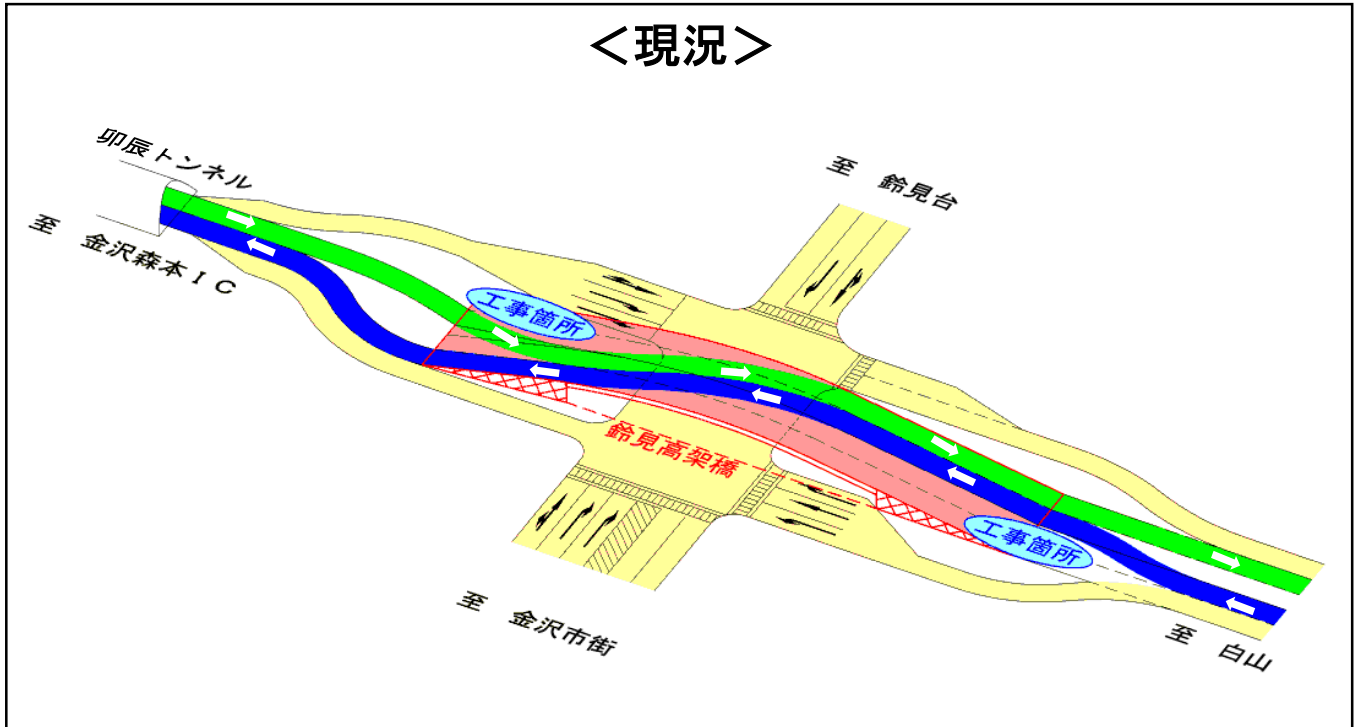 ＜現況＞
卯辰トンネル
至　金沢森本ＩＣ
至　鈴見台
工事箇所
鈴見高架橋
工事箇所
至　金沢市街
至　白山